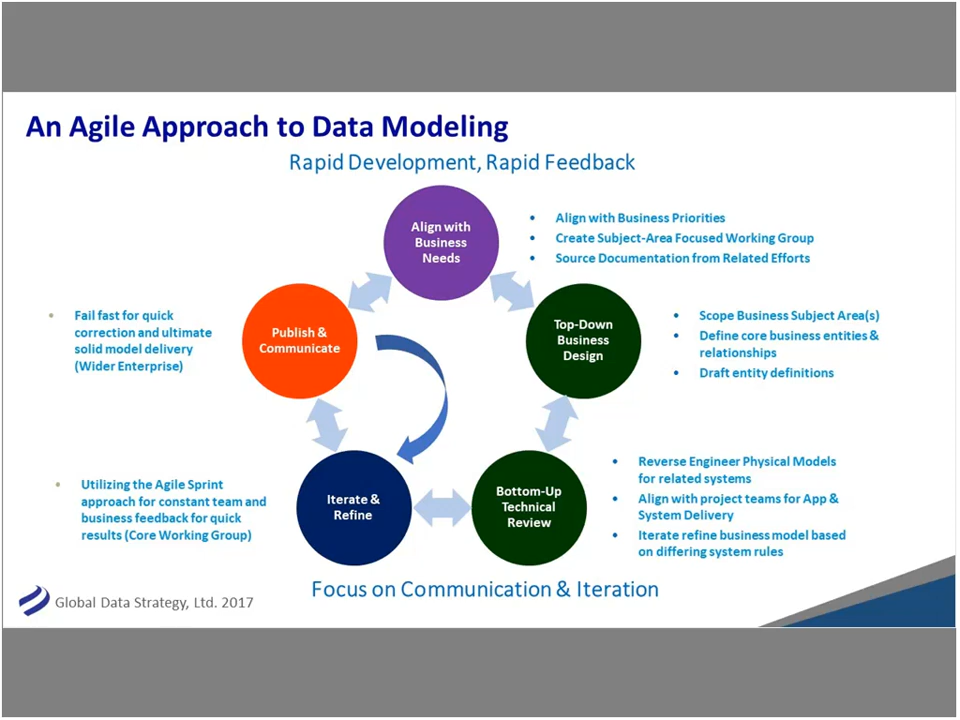 An Agile Approach to Data Modeling
Rapid Development, Rapid Feedback
Align with
Business
Needs
• Align with Business Priorities
• Create Subject-Area Focused Working Group
• Source Documentation from Related Efforts
Top-Down
Business
Design
• Scope Business Subject Area(s)
• Define core business entities &
relationships
• Draft entity definitions
Bottom-Up
Technical
Review
• Reverse Engineer Physical Models
for related systems
• Align with project teams for App &
System Delivery
• Iterate refine business model based
on differing system rules
Iterate &
Refine
• Utilizing the Agile Sprint
approach for constant team and
business feedback for quick
results (Core Working Group)
Publish &
Communicate
• Fail fast for quick
correction and ultimate
solid model delivery
(Wider Enterprise)
Focus on Communication & Iteration
Global Data Strategy, Ltd. 2017